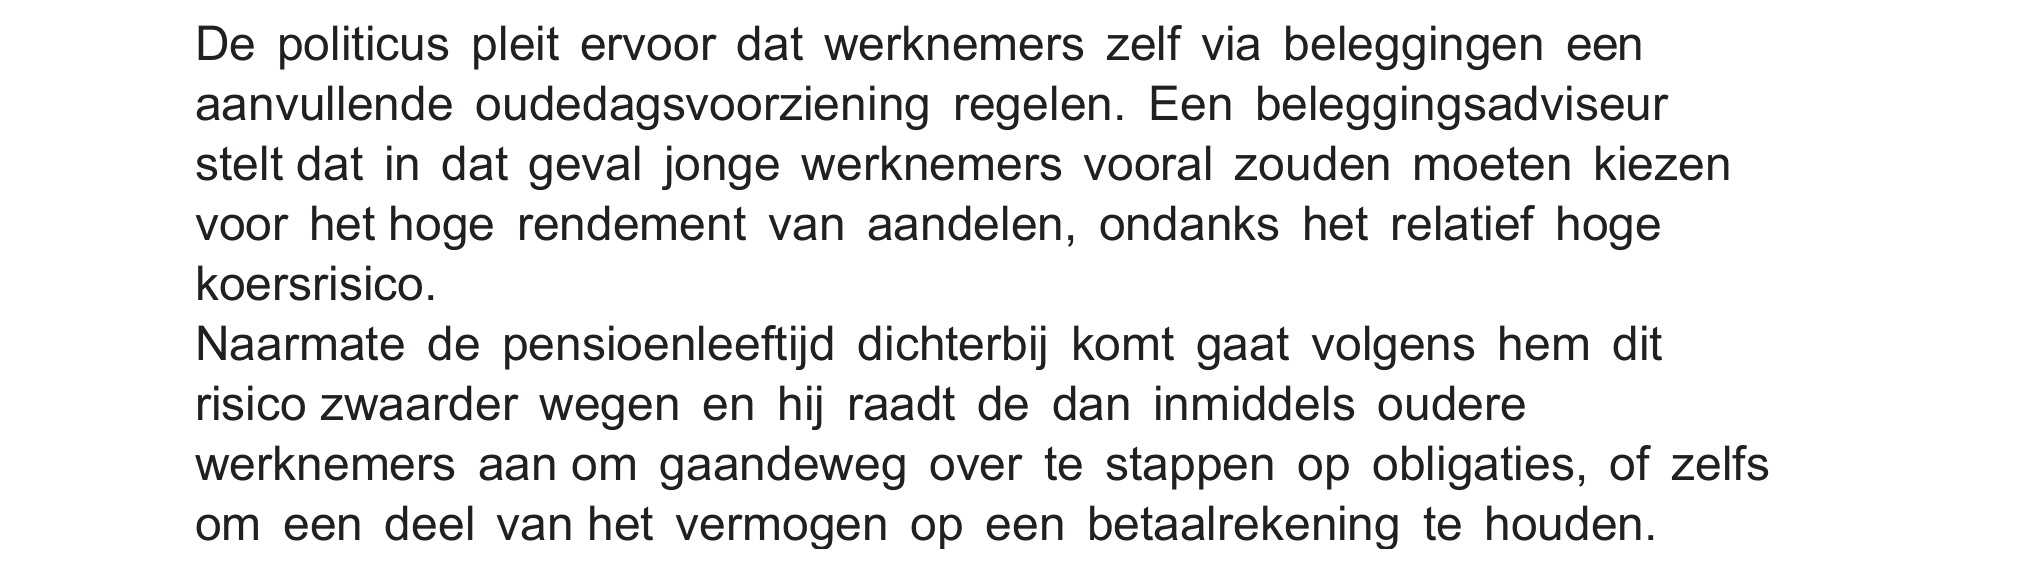 De politicus pleit ervoor dat werknemers zelf via beleggingen een
aanvullende oudedagsvoorziening regelen. Een beleggingsadviseur
stelt dat in dat geval jonge werknemers vooral zouden moeten kiezen
voor het hoge rendement van aandelen, ondanks het relatief hoge
koersrisico.
Naarmate de pensioenleeftijd dichterbij komt gaat volgens hem dit
risico zwaarder wegen en hij raadt de dan inmiddels oudere
werknemers aan om gaandeweg over te stappen op obligaties, of zelfs
om een deel van het vermogen op een betaalrekening te houden.